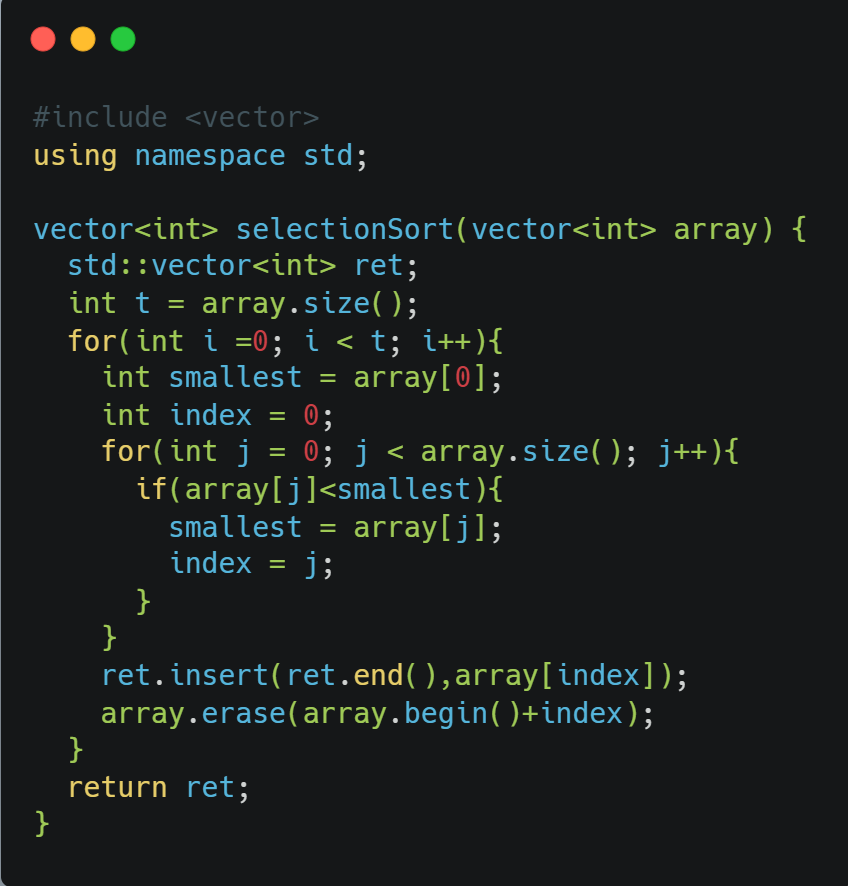 #include <vector>
using namespace std;

vector<int> selectionSort(vector<int> array) {
  std::vector<int> ret;
  int t = array.size();
  for(int i =0; i < t; i++){
    int smallest = array[0];
    int index = 0;
    for(int j = 0; j < array.size(); j++){
      if(array[j]<smallest){
        smallest = array[j];
        index = j;
      }
    }
    ret.insert(ret.end(),array[index]);
    array.erase(array.begin()+index);
  }
  return ret;
}